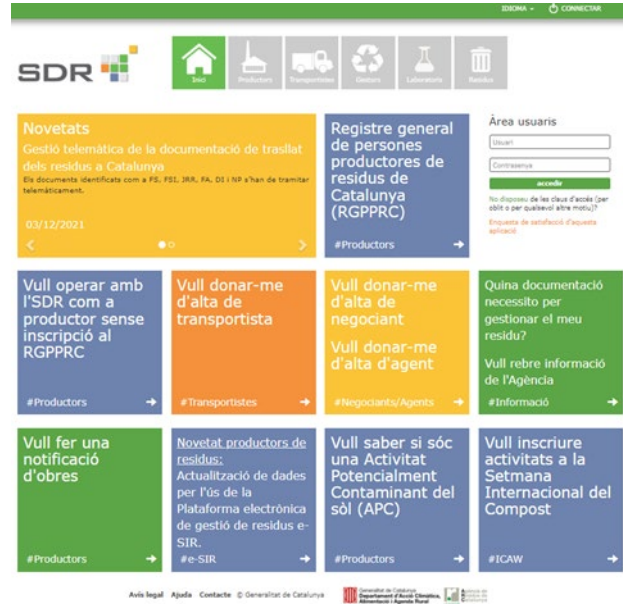 IDIOMA
CONNECTAR
SDR
Inici
Productors
Transportistes
Gestors
Laboratoris
Residus
Novetats
Gestió telemàtica de la documentació de trasllat
dels residus a Catalunya
Els documents identificats com a FS, FSI, JRR, FA, DI i NP s'han de tramitar
telemàticament.
03/12/2021
Registre general
de persones
productores de
residus de
Catalunya
(RGPPRC)
#Productors
Àrea usuaris
Usuari
Contrasenya
accedir
No disposeu de les claus d'accés (per
oblit o per qualsevol altre motiu)?
Enquesta de satisfacció d'aquesta
aplicació
Vull operar amb
l'SDR com a
productor sense
inscripció al
RGPPRC
#Productors
Vull donar-me
d'alta de
transportista
#Transportistes
Vull donar-me
d'alta de
negociant
Vull donar-me
d'alta d'agent
#Negociants/Agents
Quina documentació
necessito per
gestionar el meu
residu?
Vull rebre informació
de l'Agència
#Informació
Vull fer una
notificació
d'obres
#Productors
Novetat productors de
residus:
Actualització de dades
per l'ús de la
Plataforma electrònica
de gestió de residus e-
SIR.
#e-SIR
Vull saber si sóc
una Activitat
Potencialment
Contaminant del
sòl (APC)
#Productors
Vull inscriure
activitats a la
Setmana
Internacional del
Compost
#ICAW
Avís legal Ajuda Contacte © Generalitat de Catalunya
Generalitat de Catalunya
Departament d'Acció Climàtica,
Alimentació i Agenda Rural